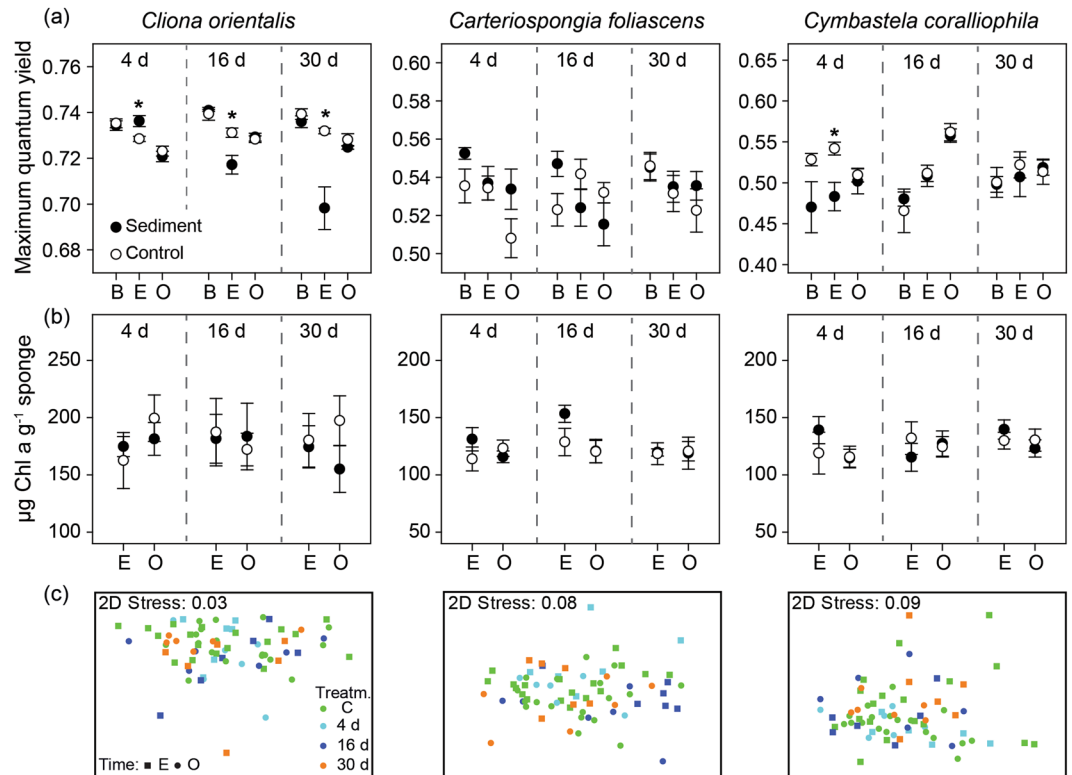 (a)
Cliona orientalis
Carteriospongia foliascens
Cymbastela coralliophila
Maximum quantum yield
0.76
0.74
0.72
0.70
0.68
4 d
16 d
30 d
*
*
*
Sediment
Control
B E O B E O B E O
0.60
0.58
0.56
0.54
0.52
0.50
4 d
16 d
30 d
B E O B E O B E O
0.65
0.60
0.55
0.50
0.45
0.40
4 d
16 d
30 d
*
B E O B E O B E O
(b)
µg Chl a g⁻¹ sponge
250
200
150
100
4 d
16 d
30 d
E O E O E O
200
150
100
50
4 d
16 d
30 d
E O E O E O
200
150
100
50
4 d
16 d
30 d
E O E O E O
(c)
2D Stress: 0.03
Treatm.
C
4 d
16 d
30 d
Time: E O
2D Stress: 0.08
2D Stress: 0.09